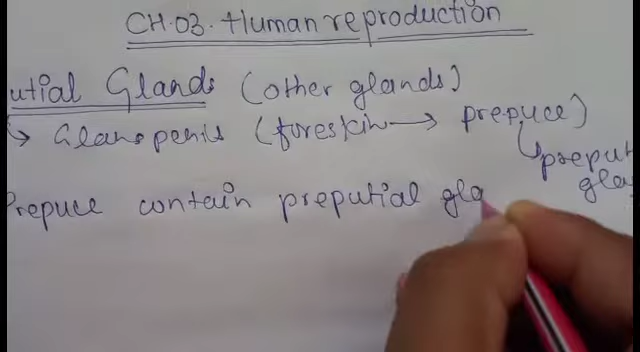 CH.03. Human reproduction
utial Glands (other glands)
↳ Glans penis (foreskin → prepuce)
↳ preput
gla
Prepuce contain preputial gla